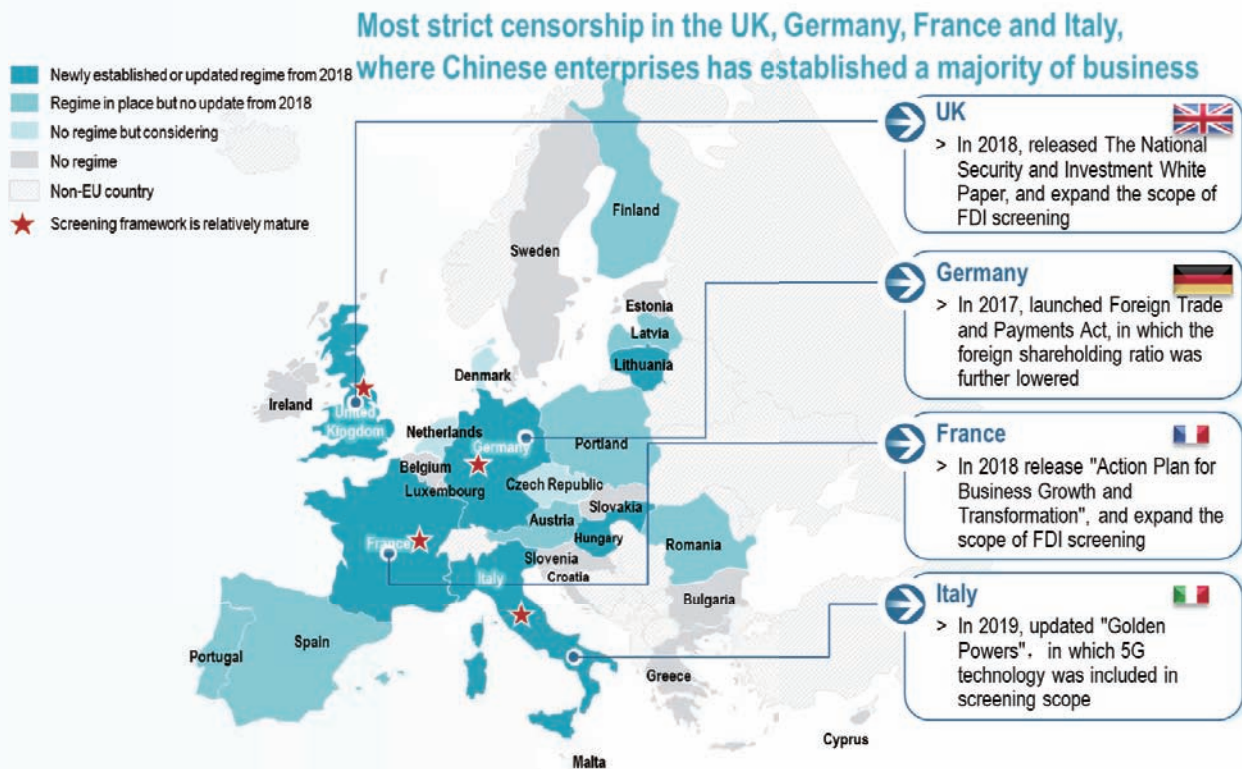 Most strict censorship in the UK, Germany, France and Italy,
where Chinese enterprises has established a majority of business
Newly established or updated regime from 2018
Regime in place but no update from 2018
No regime but considering
No regime
Non-EU country
Screening framework is relatively mature
Finland
Sweden
Estonia
Latvia
Lithuania
Denmark
Ireland
United
Kingdom
Netherlands
Germany
Portland
Belgium
Luxembourg
Czech Republic
Slovakia
Austria
Hungary
France
Slovenia
Romania
Croatia
Italy
Bulgaria
Spain
Portugal
Greece
Cyprus
Malta
UK
> In 2018, released The National
Security and Investment White
Paper, and expand the scope of
FDI screening
Germany
> In 2017, launched Foreign Trade
and Payments Act, in which the
foreign shareholding ratio was
further lowered
France
> In 2018 release "Action Plan for
Business Growth and
Transformation", and expand the
scope of FDI screening
Italy
> In 2019, updated "Golden
Powers", in which 5G
technology was included in
screening scope